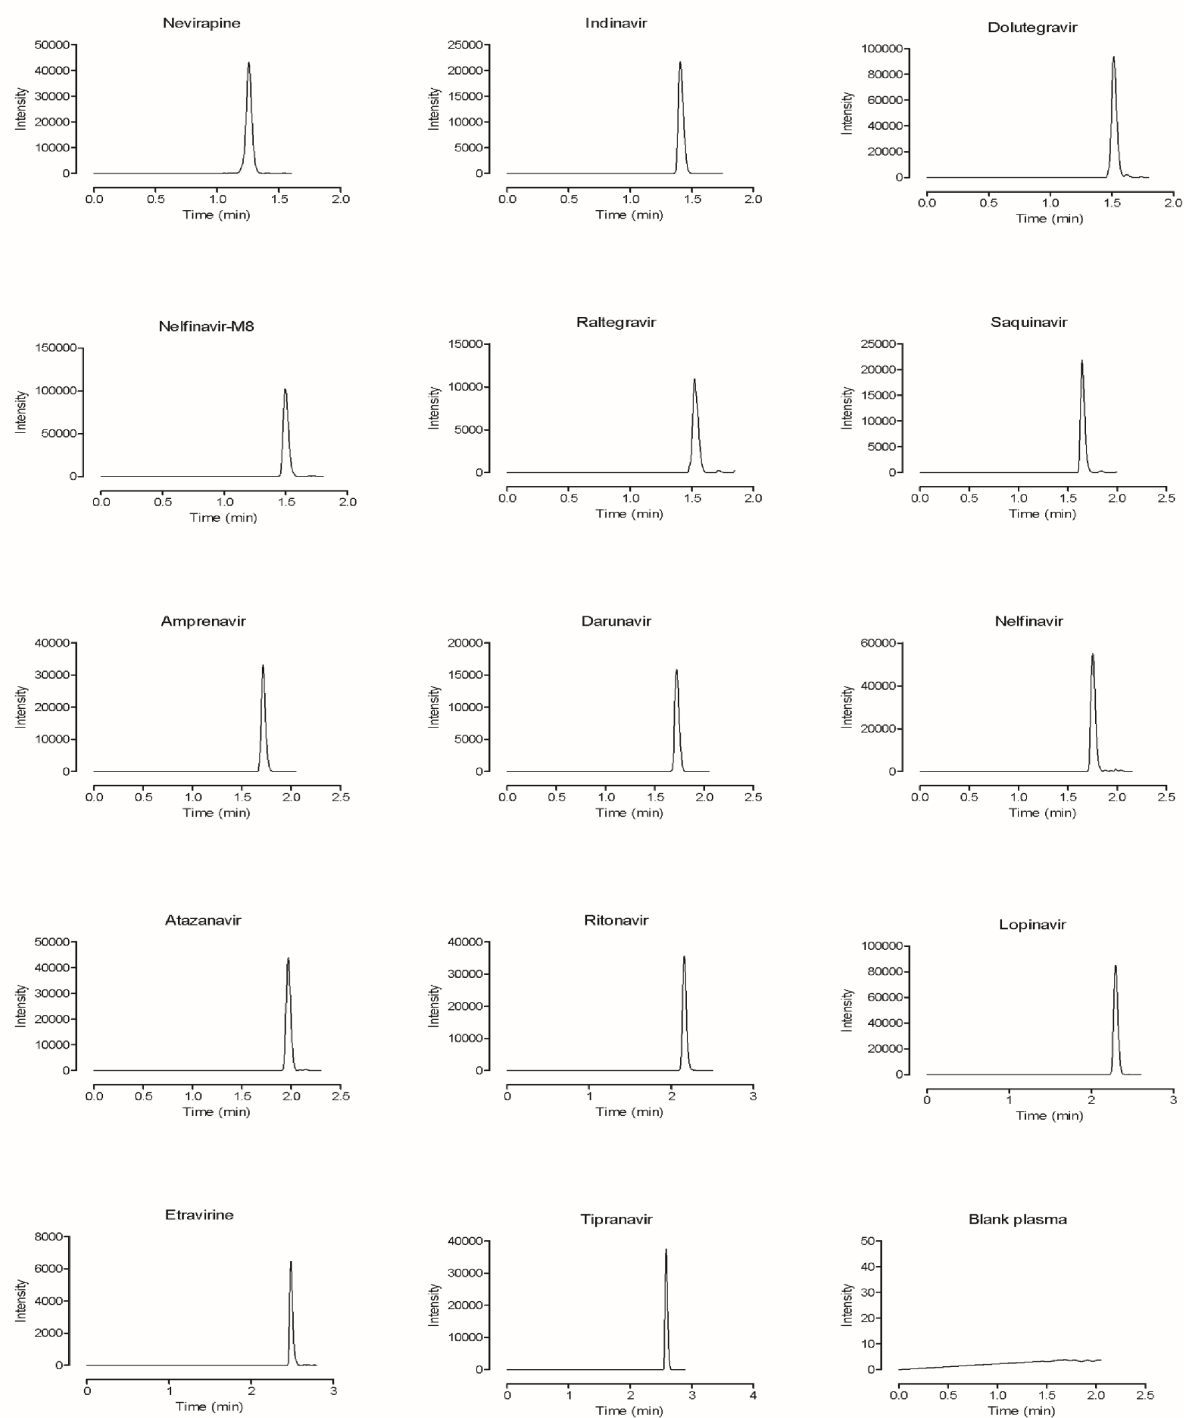 Nevirapine
50000
40000
30000
20000
10000
0
Intensity
0.0 0.5 1.0 1.5 2.0
Time (min)
Indinavir
25000
20000
15000
10000
5000
0
Intensity
0.0 0.5 1.0 1.5 2.0
Time (min)
Dolutegravir
100000
80000
60000
40000
20000
0
Intensity
0.0 0.5 1.0 1.5 2.0
Time (min)
Nelfinavir-M8
150000
100000
50000
0
Intensity
0.0 0.5 1.0 1.5 2.0
Time (min)
Raltegravir
15000
10000
5000
0
Intensity
0.0 0.5 1.0 1.5 2.0
Time (min)
Saquinavir
25000
20000
15000
10000
5000
0
Intensity
0.0 0.5 1.0 1.5 2.0 2.5
Time (min)
Amprenavir
40000
30000
20000
10000
0
Intensity
0.0 0.5 1.0 1.5 2.0 2.5
Time (min)
Darunavir
20000
15000
10000
5000
0
Intensity
0.0 0.5 1.0 1.5 2.0 2.5
Time (min)
Nelfinavir
60000
40000
20000
0
Intensity
0.0 0.5 1.0 1.5 2.0 2.5
Time (min)
Atazanavir
50000
40000
30000
20000
10000
0
Intensity
0.0 0.5 1.0 1.5 2.0 2.5
Time (min)
Ritonavir
40000
30000
20000
10000
0
Intensity
0 1 2 3
Time (min)
Lopinavir
100000
80000
60000
40000
20000
0
Intensity
0 1 2 3
Time (min)
Etravirine
8000
6000
4000
2000
0
Intensity
0 1 2 3
Time (min)
Tipranavir
40000
30000
20000
10000
0
Intensity
0 1 2 3 4
Time (min)
Blank plasma
50
40
30
20
10
0
Intensity
0.0 0.5 1.0 1.5 2.0 2.5
Time (min)